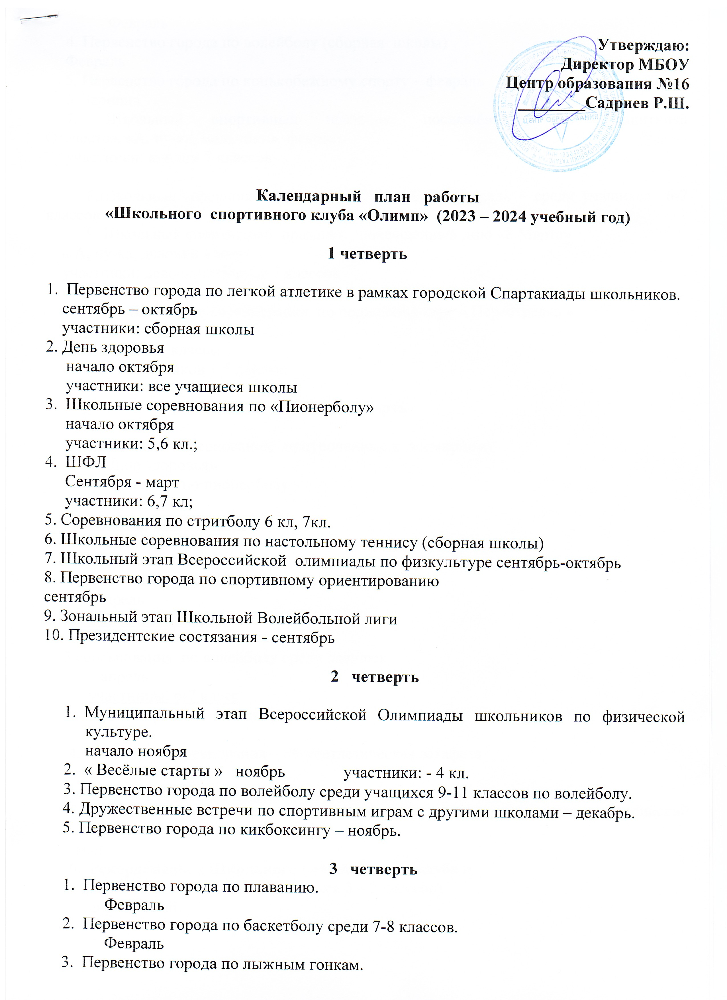 Утверждаю:
Директор МБОУ
Центр образования №16
________Садриев Р.Ш.
ЦЕНТР ОБРАЗОВАНИЯ
Календарный план работы
«Школьного спортивного клуба «Олимп» (2023 – 2024 учебный год)
1 четверть
1. Первенство города по легкой атлетике в рамках городской Спартакиады школьников.
сентябрь – октябрь
участники: сборная школы
2. День здоровья
начало октября
участники: все учащиеся школы
3. Школьные соревнования по «Пионерболу»
начало октября
участники: 5,6 кл.;
4. ШФЛ
Сентября - март
участники: 6,7 кл;
5. Соревнования по стритболу 6 кл, 7кл.
6. Школьные соревнования по настольному теннису (сборная школы)
7. Школьный этап Всероссийской олимпиады по физкультуре сентябрь-октябрь
8. Первенство города по спортивному ориентированию
сентябрь
9. Зональный этап Школьной Волейбольной лиги
10. Президентские состязания - сентябрь
2 четверть
1. Муниципальный этап Всероссийской Олимпиады школьников по физической
культуре.
начало ноября
2. « Весёлые старты » ноябрь участники: - 4 кл.
3. Первенство города по волейболу среди учащихся 9-11 классов по волейболу.
4. Дружественные встречи по спортивным играм с другими школами – декабрь.
5. Первенство города по кикбоксингу – ноябрь.
3 четверть
1. Первенство города по плаванию.
Февраль
2. Первенство города по баскетболу среди 7-8 классов.
Февраль
3. Первенство города по лыжным гонкам.